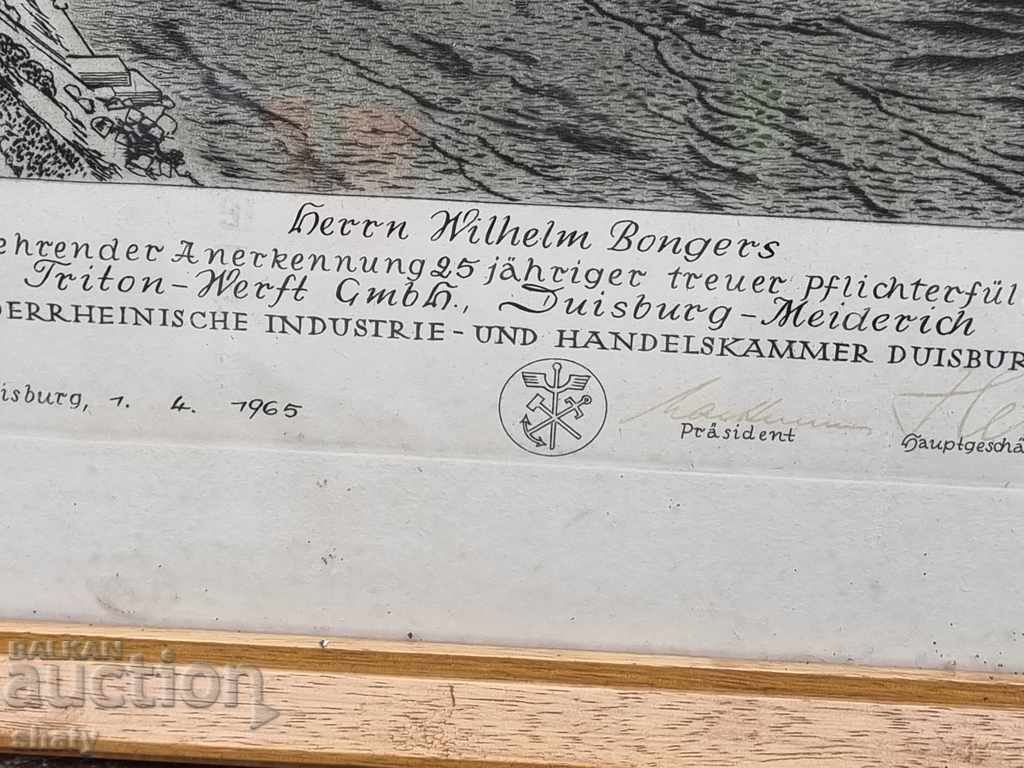 Herrn Wilhelm Bongers
ehrender Anerkennung 25 jähriger treuer Pflichterfül
Triton-Werft GmbH., Duisburg-Meiderich
DERRHEINISCHE INDUSTRIE- UND HANDELSKAMMER DUISBUR
isburg, 1. 4. 1965
Präsident
Hauptgeschä
BALKAN
auction
shaty